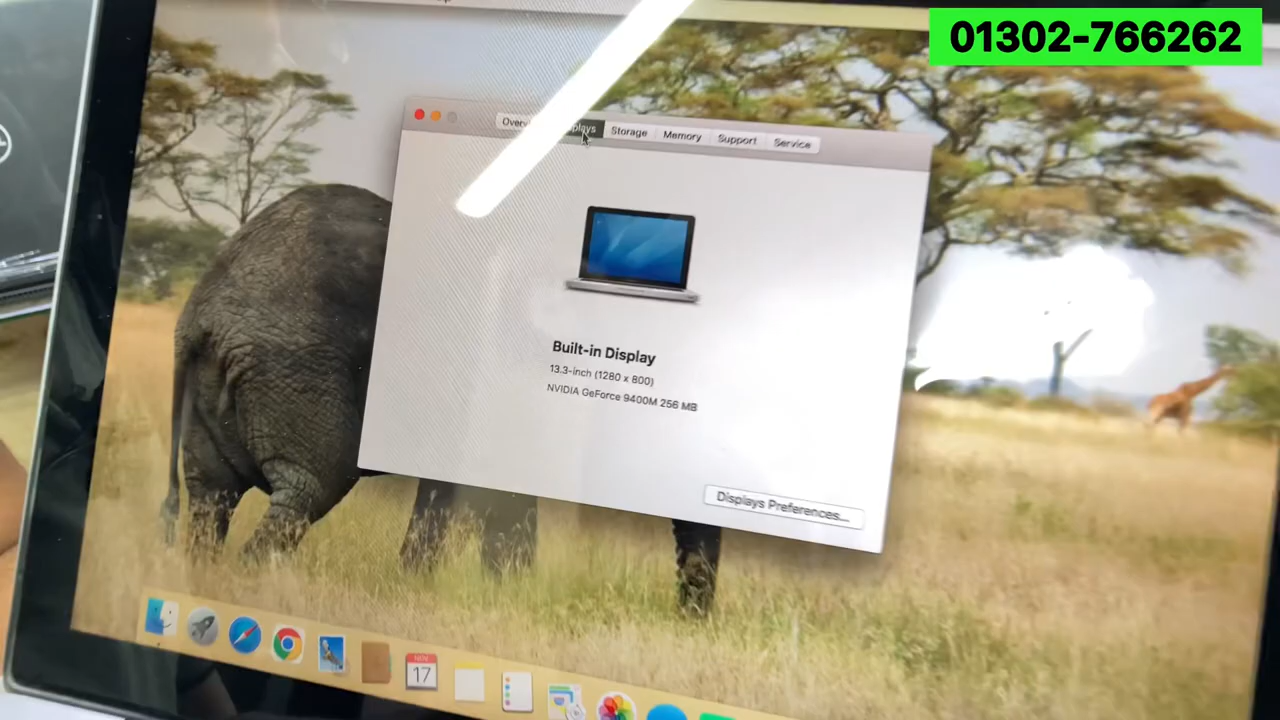 01302-766262
Storage
Memory
Support
Service
Built-in Display
13.3-inch (1280 x 800)
NVIDIA GeForce 9400M 256 MB
Displays Preferences...
NOV
17